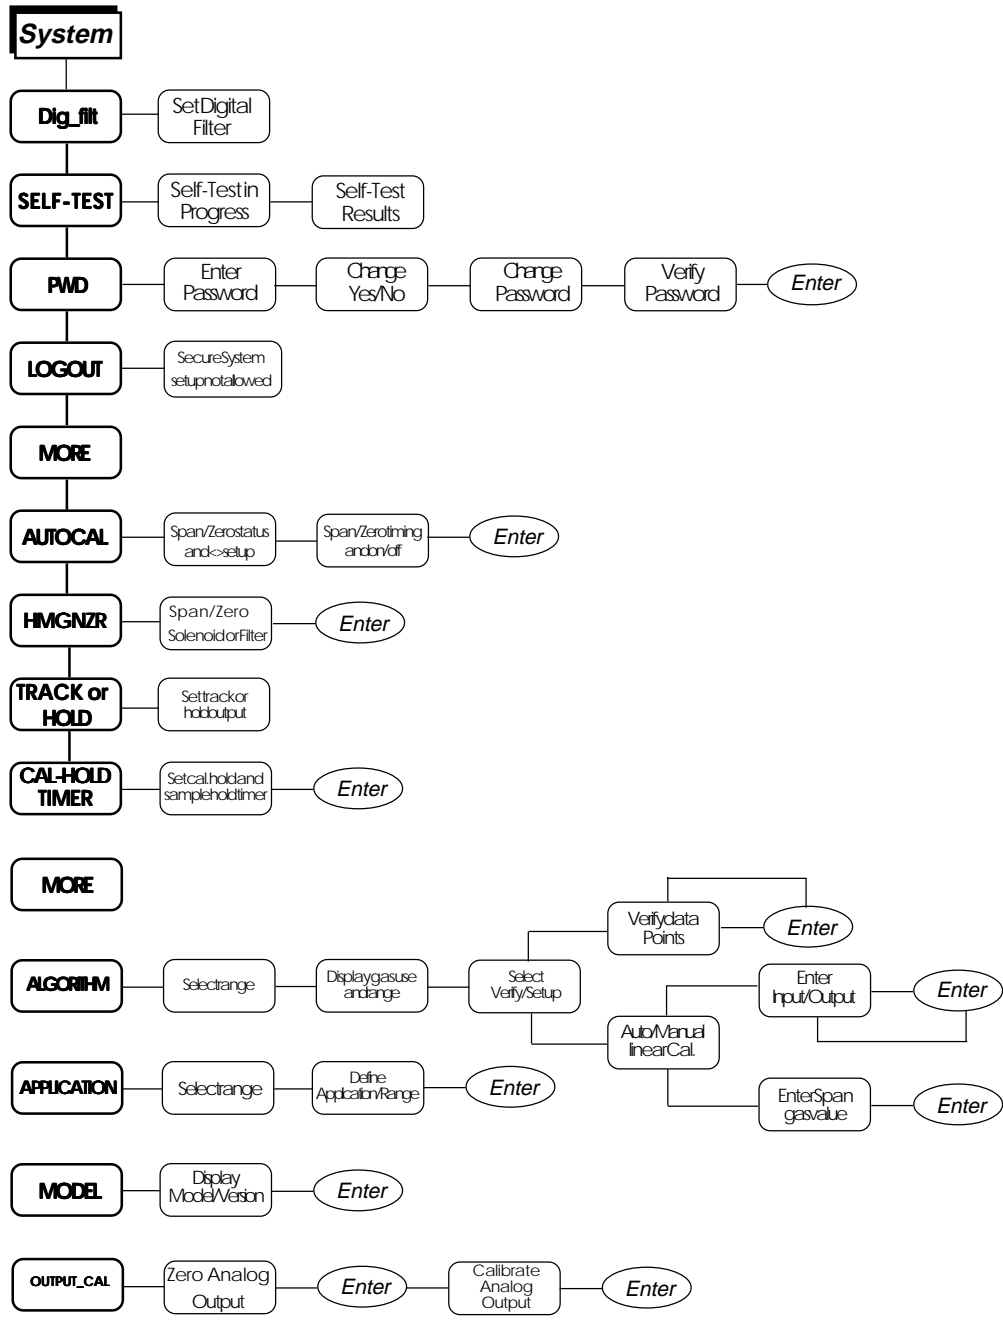 System
Dig_filt
Set Digital
Filter
SELF-TEST
Self-Test in
Progress
Self-Test
Results
PWD
Enter
Password
Change
Yes/No
Change
Password
Verify
Password
Enter
LOGOUT
Secure System
setup not allowed
MORE
AUTOCAL
Span/Zero status
and <> setup
Span/Zero timing
and on/off
Enter
HMGNZR
Span/Zero
Solenoid or Filter
Enter
TRACK or
HOLD
Set track or
hold output
CAL-HOLD
TIMER
Set cal. hold and
sample hold timer
Enter
MORE
ALGORITHM
Select range
Display gas use
and range
Select
Verify/Setup
Verify data
Points
Enter
Auto/Manual
linear Cal.
Enter
Input/Output
Enter
Enter Span
gas value
Enter
APPLICATION
Select range
Define
Application/Range
Enter
MODEL
Display
Model/Version
Enter
OUTPUT_CAL
Zero Analog
Output
Enter
Calibrate
Analog
Output
Enter